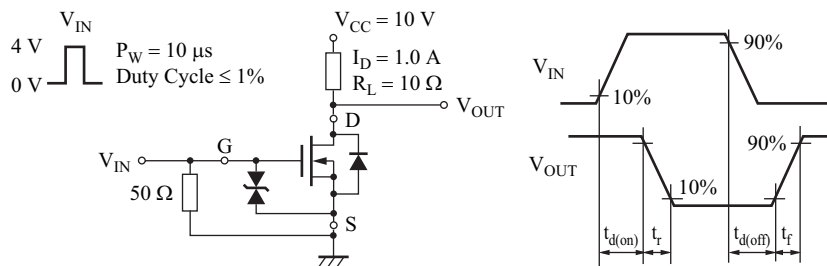 V_IN
4 V
0 V
P_W = 10 μs
Duty Cycle ≤ 1%
V_CC = 10 V
I_D = 1.0 A
R_L = 10 Ω
V_OUT
D
G
V_IN
50 Ω
S
V_IN
90%
10%
V_OUT
90%
10%
t_d(on)
t_r
t_d(off)
t_f